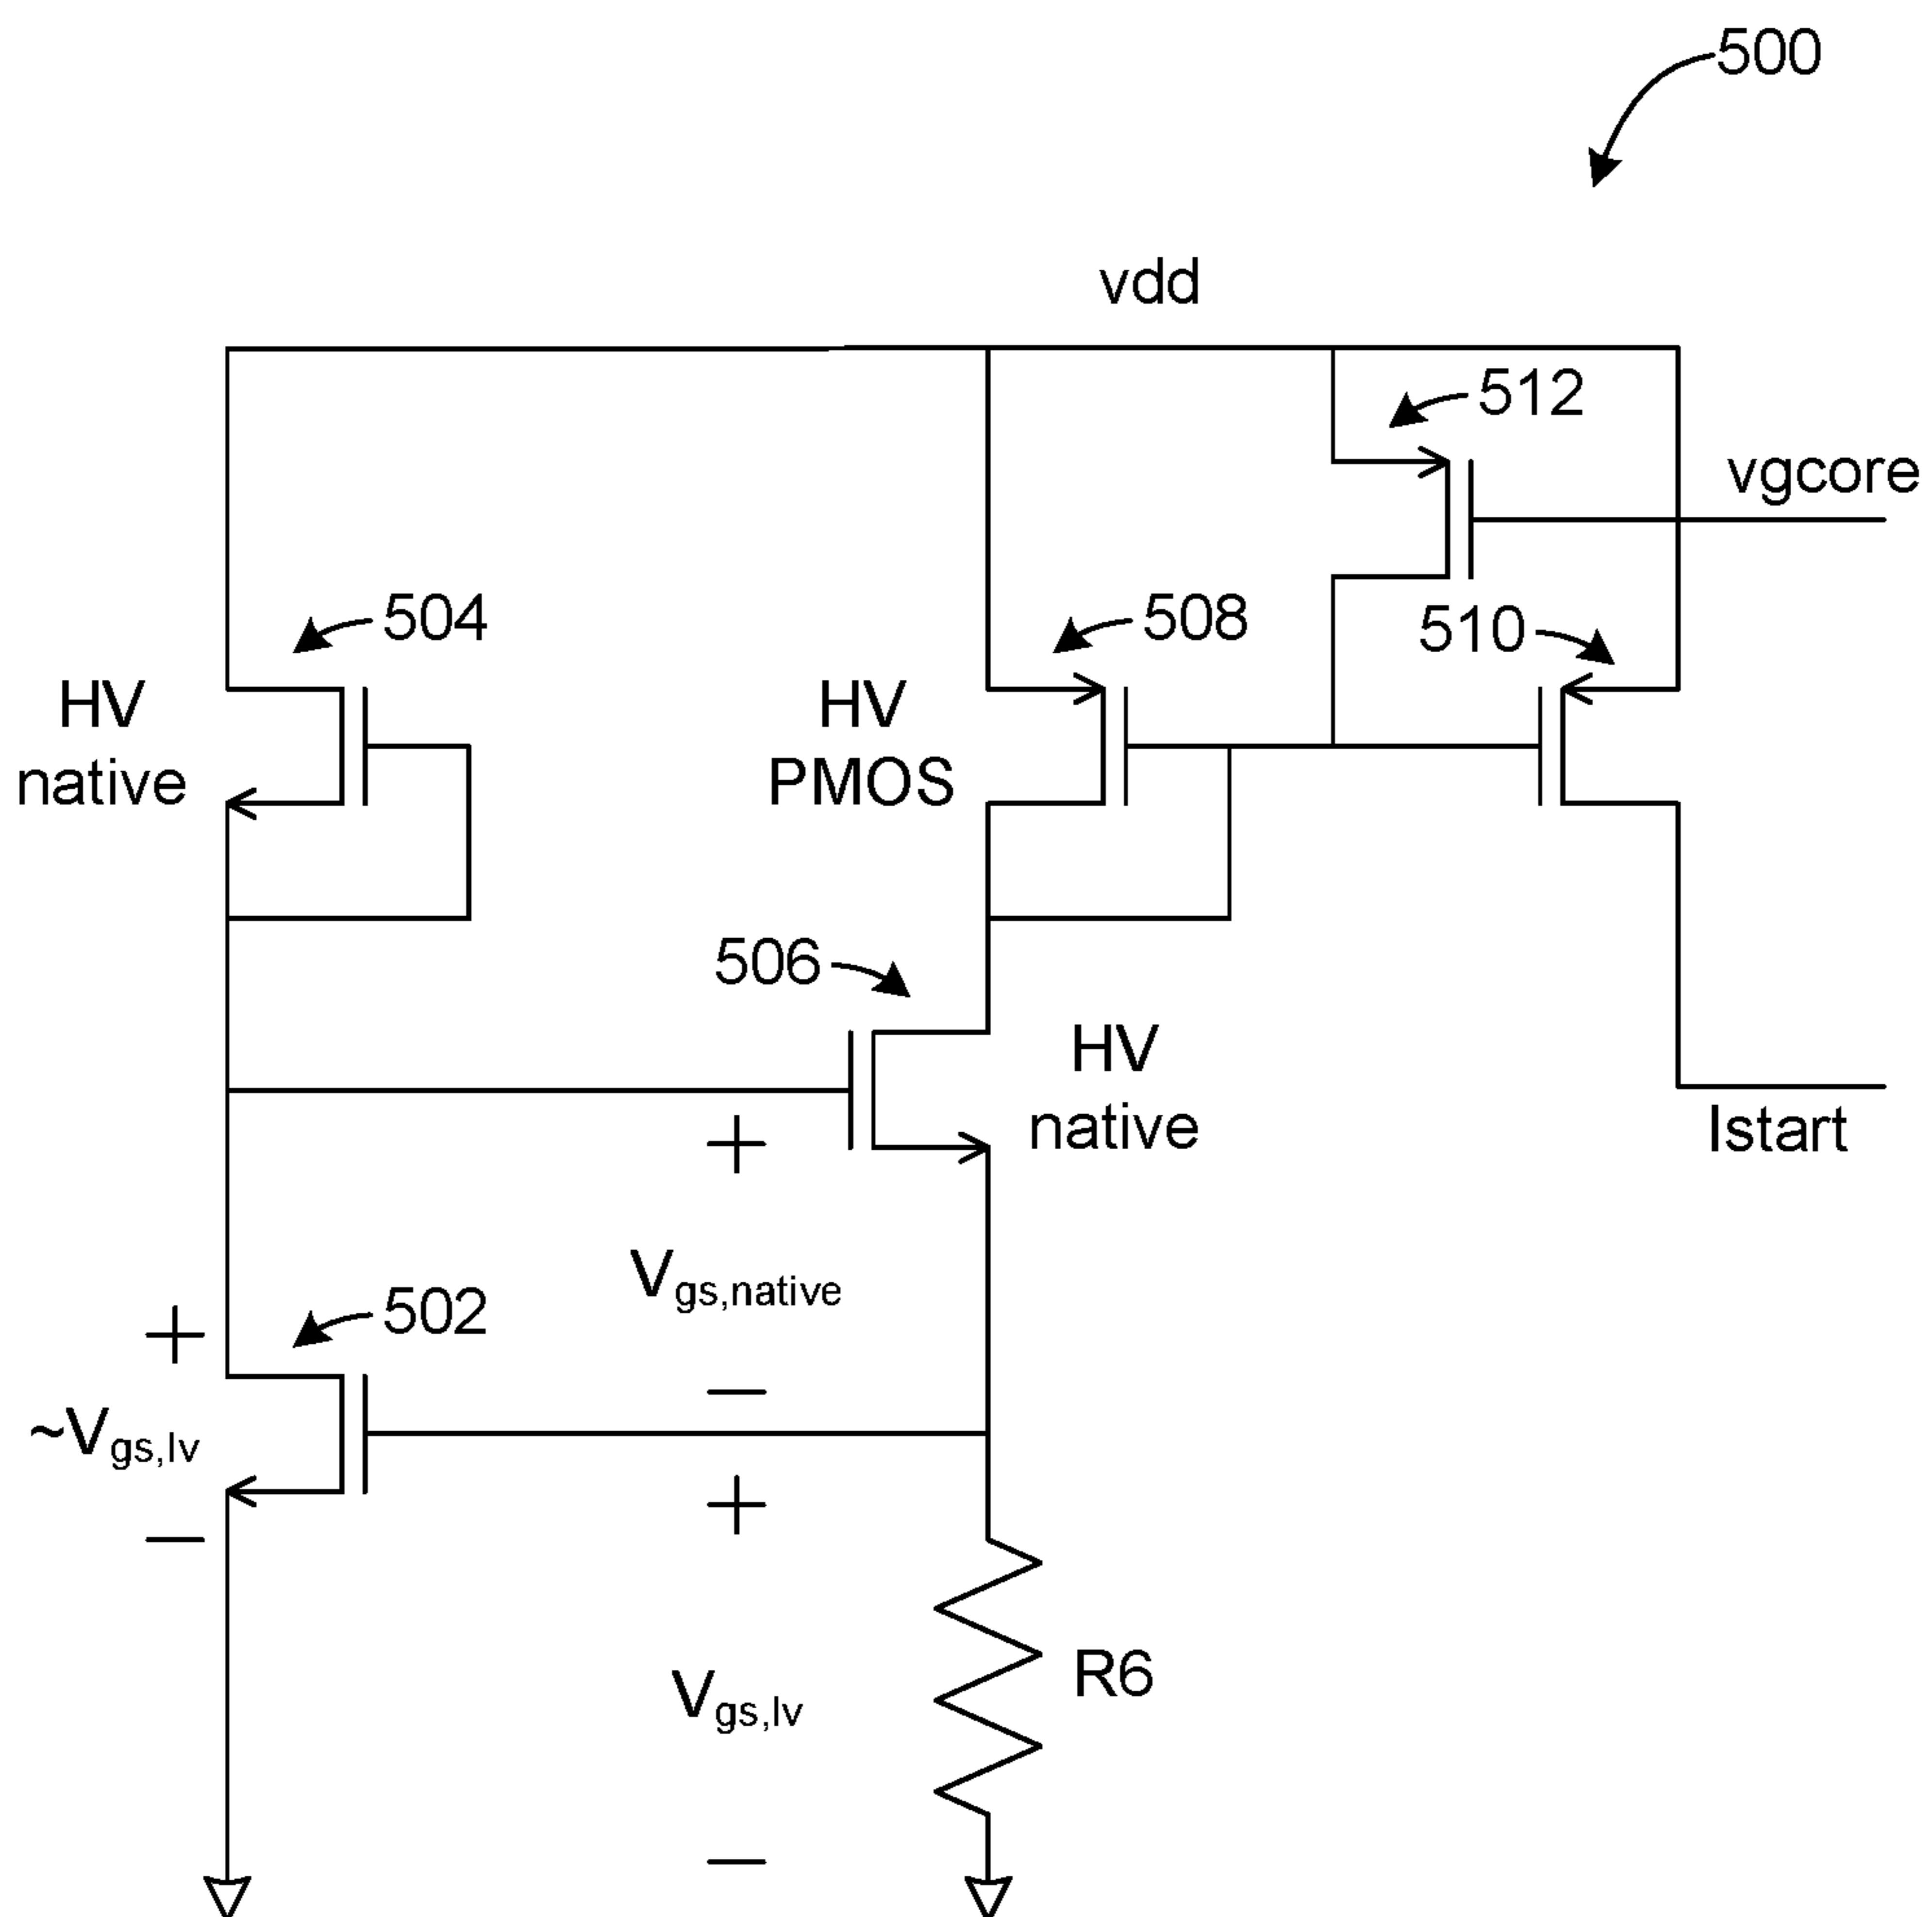 500
vdd
512
vgcore
504
508
510
HV
native
HV
PMOS
506
HV
native
Istart
Vgs,native
502
~Vgs,lv
Vgs,lv
R6